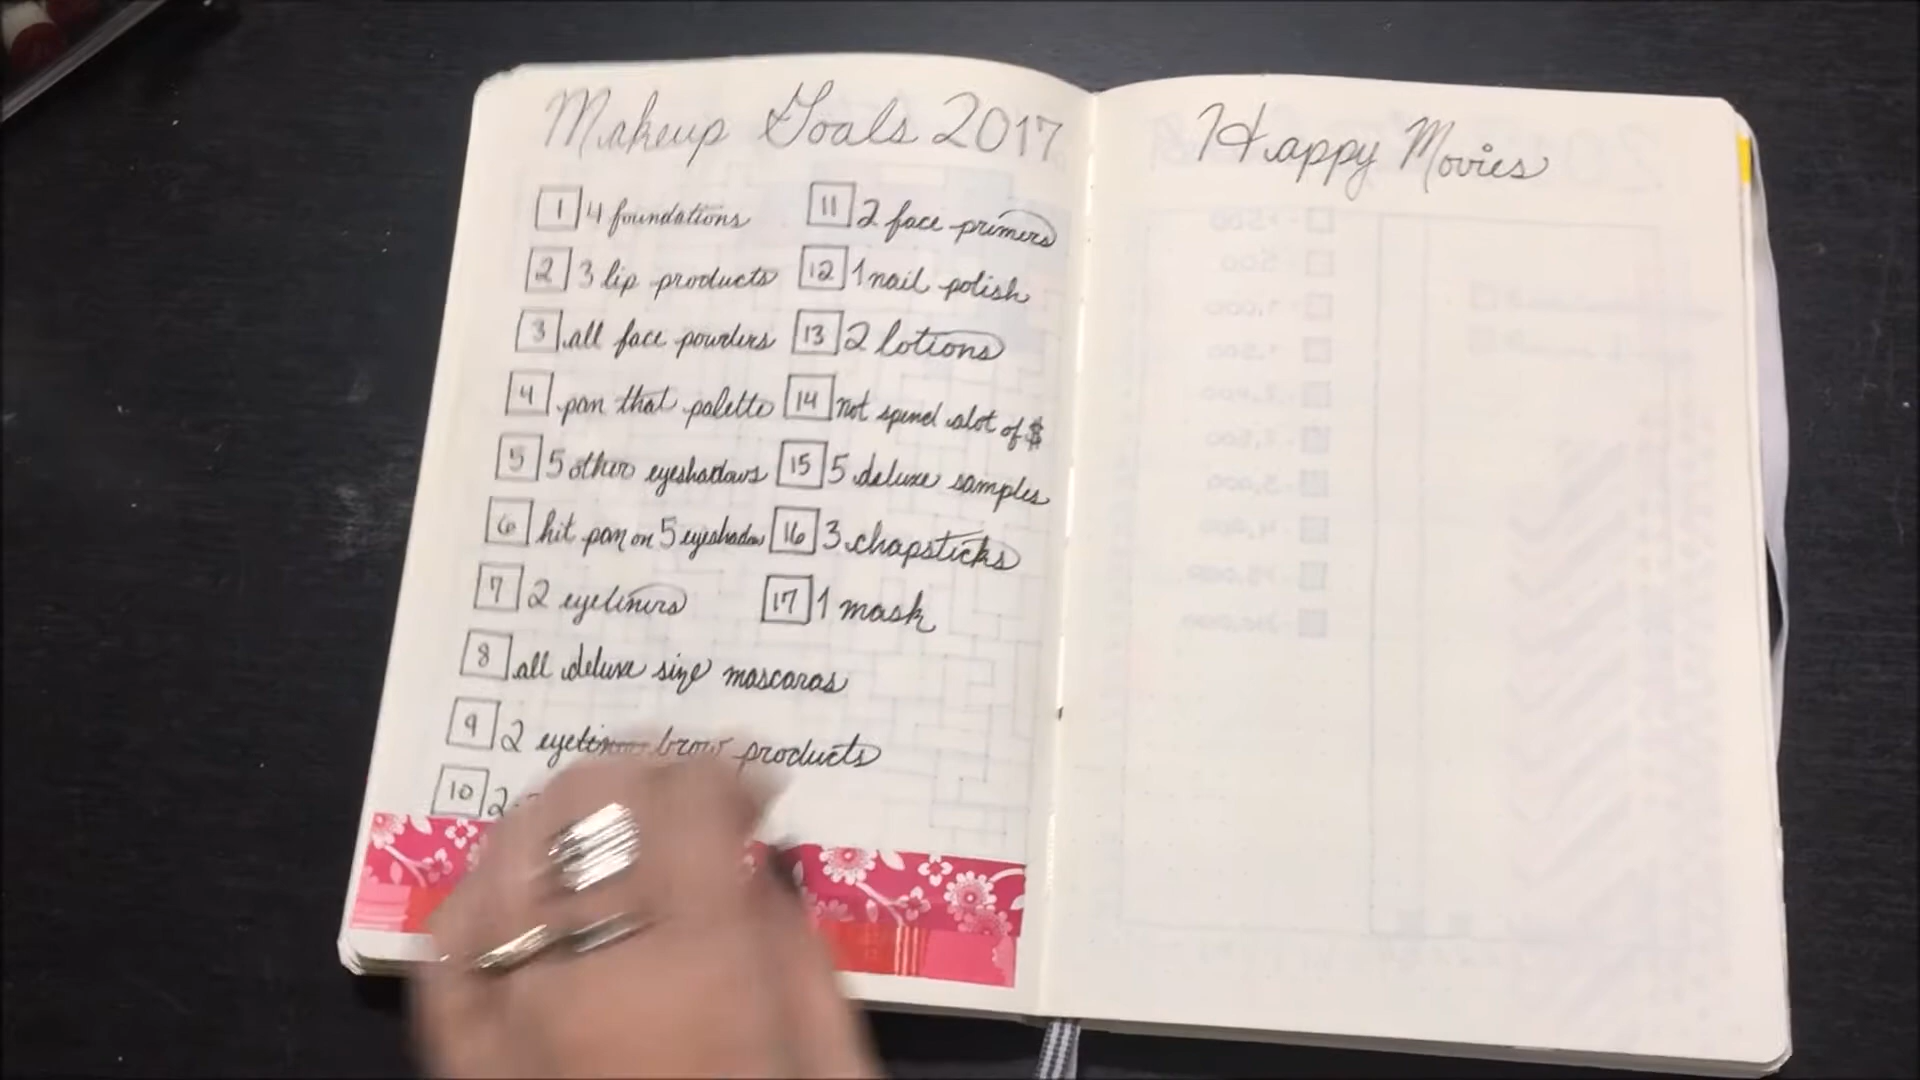 Makeup Goals 2017
1 4 foundations
2 3 lip products
3 all face powders
4 pan that palette
5 5 other eyeshadows
6 hit pan on 5 eyeshadow
7 2 eyeliners
8 all deluxe size mascaras
9 2 eyeliner brow products
10 2
11 2 face primers
12 1 nail polish
13 2 lotions
14 not spend alot of $
15 5 deluxe samples
16 3 chapsticks
17 1 mask
Happy Movies